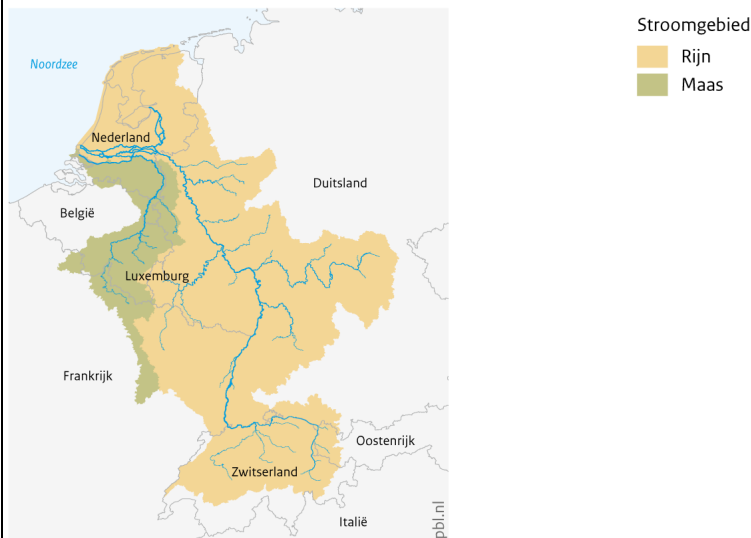 Stroomgebied
Rijn
Maas
Noordzee
Nederland
Duitsland
België
Luxemburg
Frankrijk
Oostenrijk
Zwitserland
Italië
pbl.nl